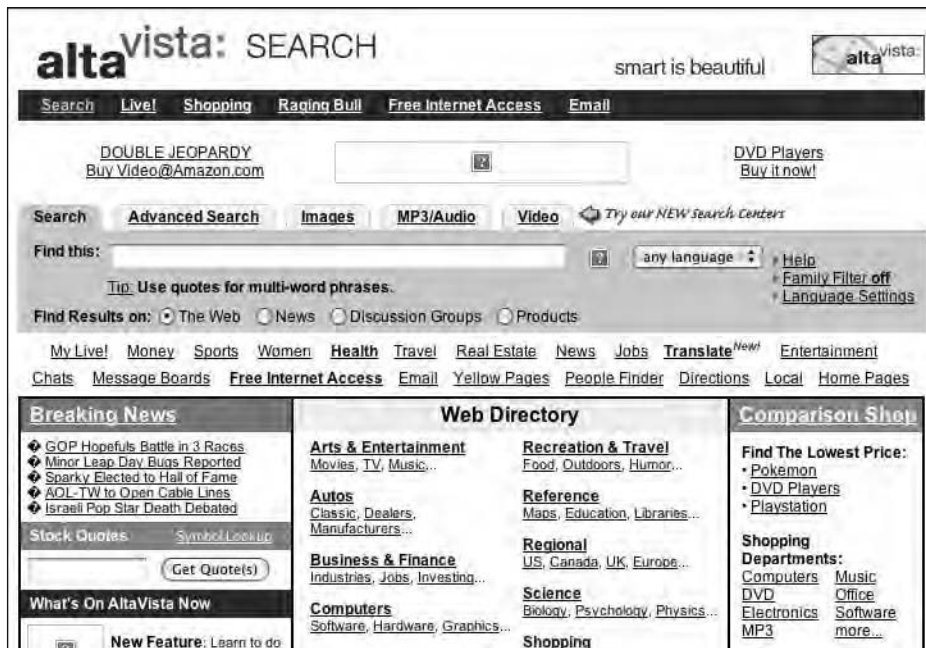 altavista: SEARCH
smart is beautiful
altavista:
Search Live! Shopping Raging Bull Free Internet Access Email
DOUBLE JEOPARDY
Buy Video@Amazon.com
DVD Players
Buy it now!
Search Advanced Search Images MP3/Audio Video Try our NEW Search Centers
Find this: any language
Help
Family Filter off
Language Settings
Tip: Use quotes for multi-word phrases.
Find Results on: The Web News Discussion Groups Products
My Live! Money Sports Women Health Travel Real Estate News Jobs Translate New! Entertainment
Chats Message Boards Free Internet Access Email Yellow Pages People Finder Directions Local Home Pages
Breaking News
GOP Hopefuls Battle in 3 Races
Minor Leap Day Bugs Reported
Sparky Elected to Hall of Fame
AOL-TW to Open Cable Lines
Israeli Pop Star Death Debated
Stock Quotes Symbol Lookup
Get Quote(s)
What's On AltaVista Now
New Feature: Learn to do
Web Directory
Arts & Entertainment
Movies, TV, Music...
Autos
Classic, Dealers,
Manufacturers...
Business & Finance
Industries, Jobs, Investing...
Computers
Software, Hardware, Graphics...
Recreation & Travel
Food, Outdoors, Humor...
Reference
Maps, Education, Libraries...
Regional
US, Canada, UK, Europe...
Science
Biology, Psychology, Physics...
Shopping
Comparison Shop
Find The Lowest Price:
• Pokemon
• DVD Players
• Playstation
Shopping
Departments:
Computers Music
DVD Office
Electronics Software
MP3 more...